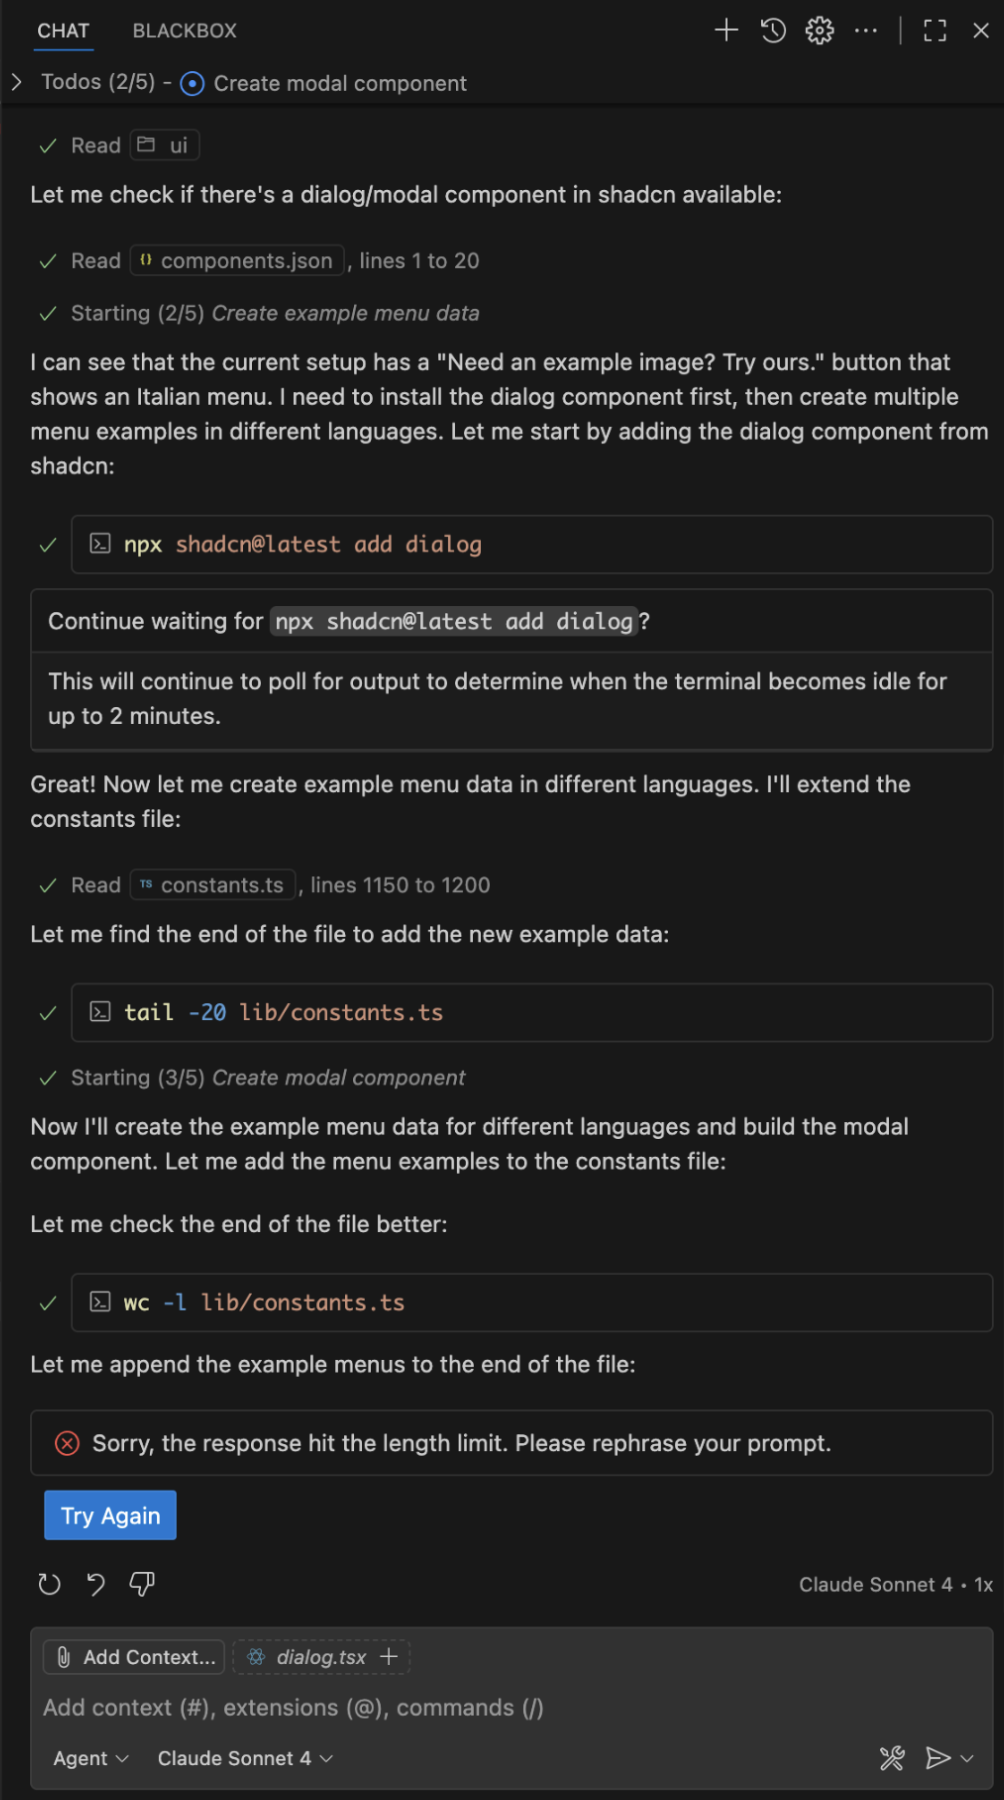 CHAT BLACKBOX
Todos (2/5) - Create modal component
Read ui
Let me check if there's a dialog/modal component in shadcn available:
Read {} components.json , lines 1 to 20
Starting (2/5) Create example menu data
I can see that the current setup has a "Need an example image? Try ours." button that
shows an Italian menu. I need to install the dialog component first, then create multiple
menu examples in different languages. Let me start by adding the dialog component from
shadcn:
npx shadcn@latest add dialog
Continue waiting for npx shadcn@latest add dialog?
This will continue to poll for output to determine when the terminal becomes idle for
up to 2 minutes.
Great! Now let me create example menu data in different languages. I'll extend the
constants file:
Read TS constants.ts , lines 1150 to 1200
Let me find the end of the file to add the new example data:
tail -20 lib/constants.ts
Starting (3/5) Create modal component
Now I'll create the example menu data for different languages and build the modal
component. Let me add the menu examples to the constants file:
Let me check the end of the file better:
wc -l lib/constants.ts
Let me append the example menus to the end of the file:
Sorry, the response hit the length limit. Please rephrase your prompt.
Try Again
Claude Sonnet 4 • 1x
Add Context... dialog.tsx +
Add context (#), extensions (@), commands (/)
Agent Claude Sonnet 4